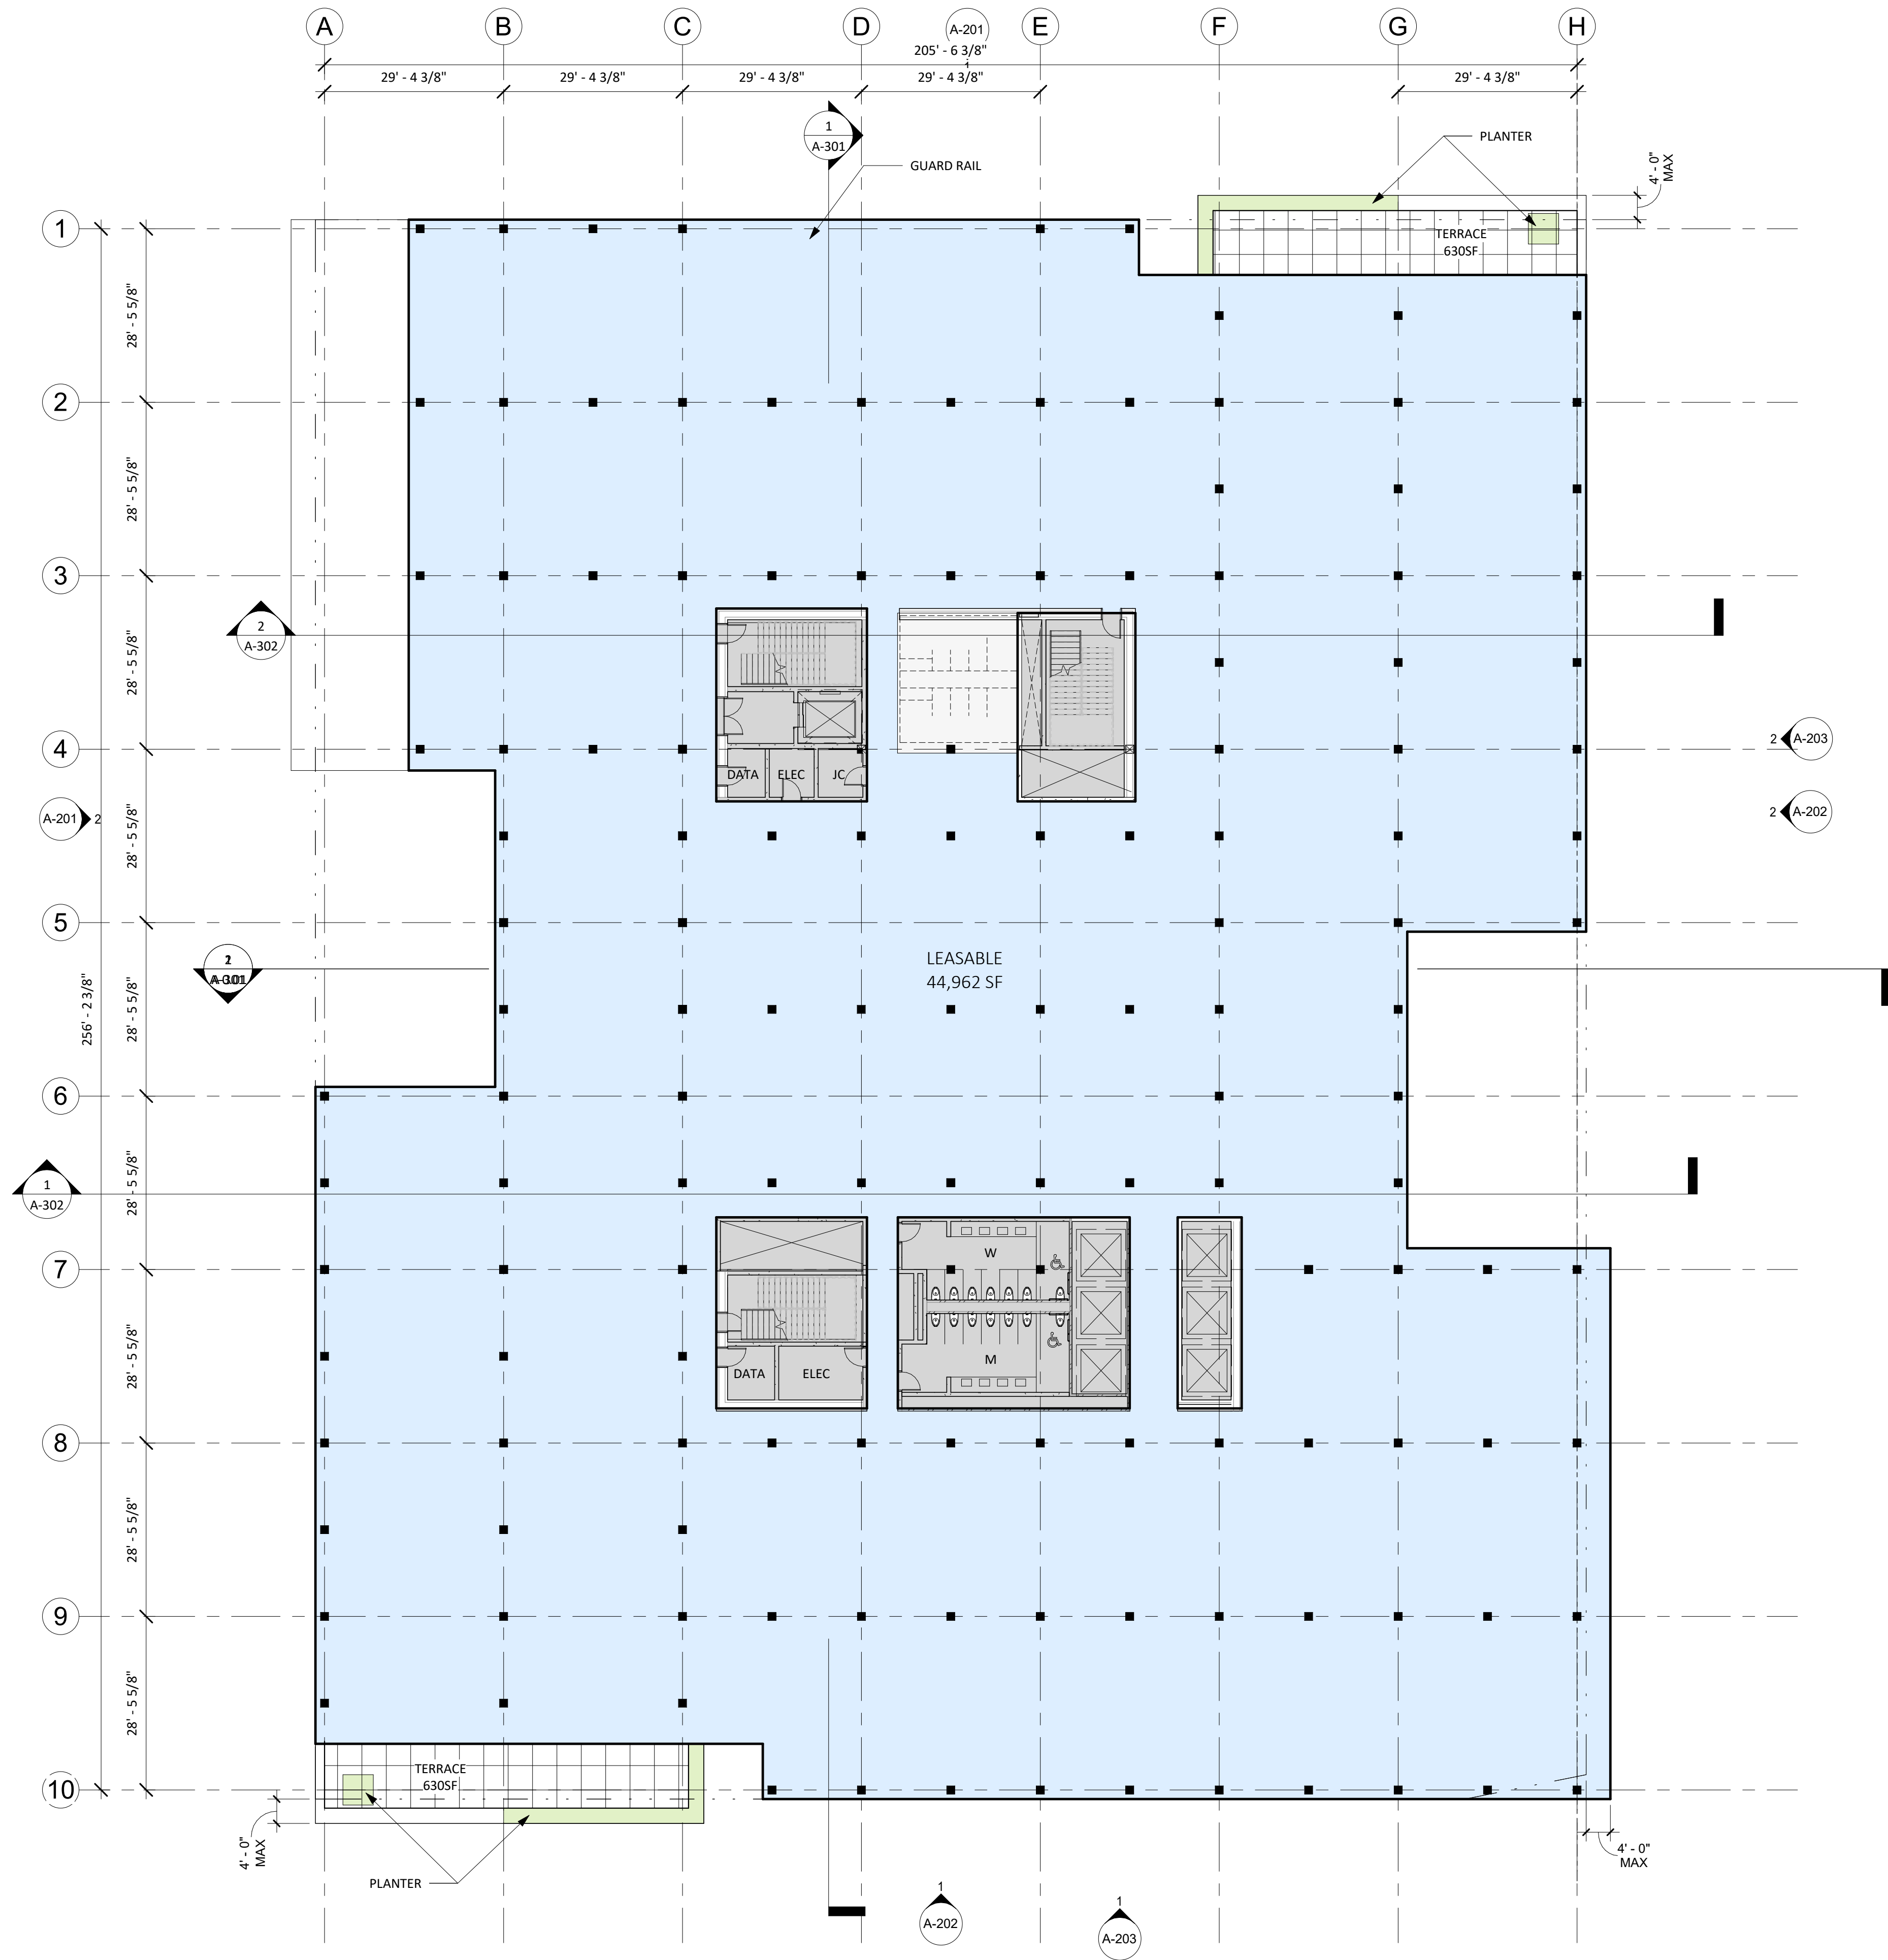 A
B
C
D
A-201
E
F
G
H
205' - 6 3/8"
1
29' - 4 3/8"
29' - 4 3/8"
29' - 4 3/8"
29' - 4 3/8"
29' - 4 3/8"
1
A-301
GUARD RAIL
PLANTER
4' - 0"
MAX
1
TERRACE
630SF
28' - 5 5/8"
2
28' - 5 5/8"
3
2
A-302
28' - 5 5/8"
4
DATA
ELEC
JC
2
A-203
A-201
2
2
A-202
28' - 5 5/8"
5
LEASABLE
44,962 SF
A-301
256' - 2 3/8"
28' - 5 5/8"
6
28' - 5 5/8"
1
A-302
7
W
28' - 5 5/8"
M
DATA
ELEC
8
28' - 5 5/8"
9
28' - 5 5/8"
TERRACE
630SF
10
4' - 0"
MAX
4' - 0"
MAX
PLANTER
1
A-202
1
A-203